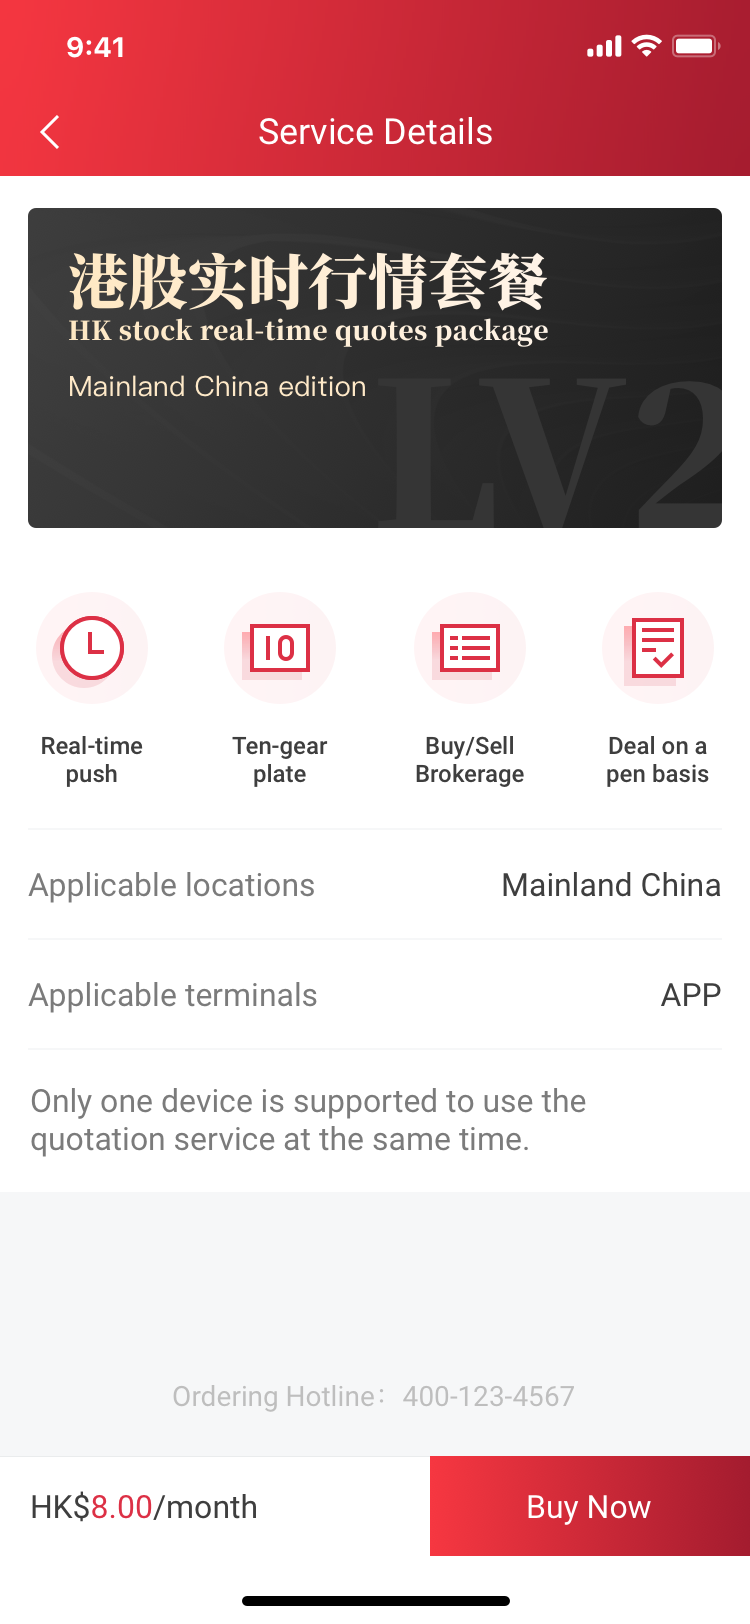 9:41
Service Details
港股实时行情套餐
HK stock real-time quotes package
Mainland China edition
LV2
10
Real-time
push
Ten-gear
plate
Buy/Sell
Brokerage
Deal on a
pen basis
Applicable locations
Mainland China
Applicable terminals
APP
Only one device is supported to use the
quotation service at the same time.
Ordering Hotline：400-123-4567
HK$8.00/month
Buy Now